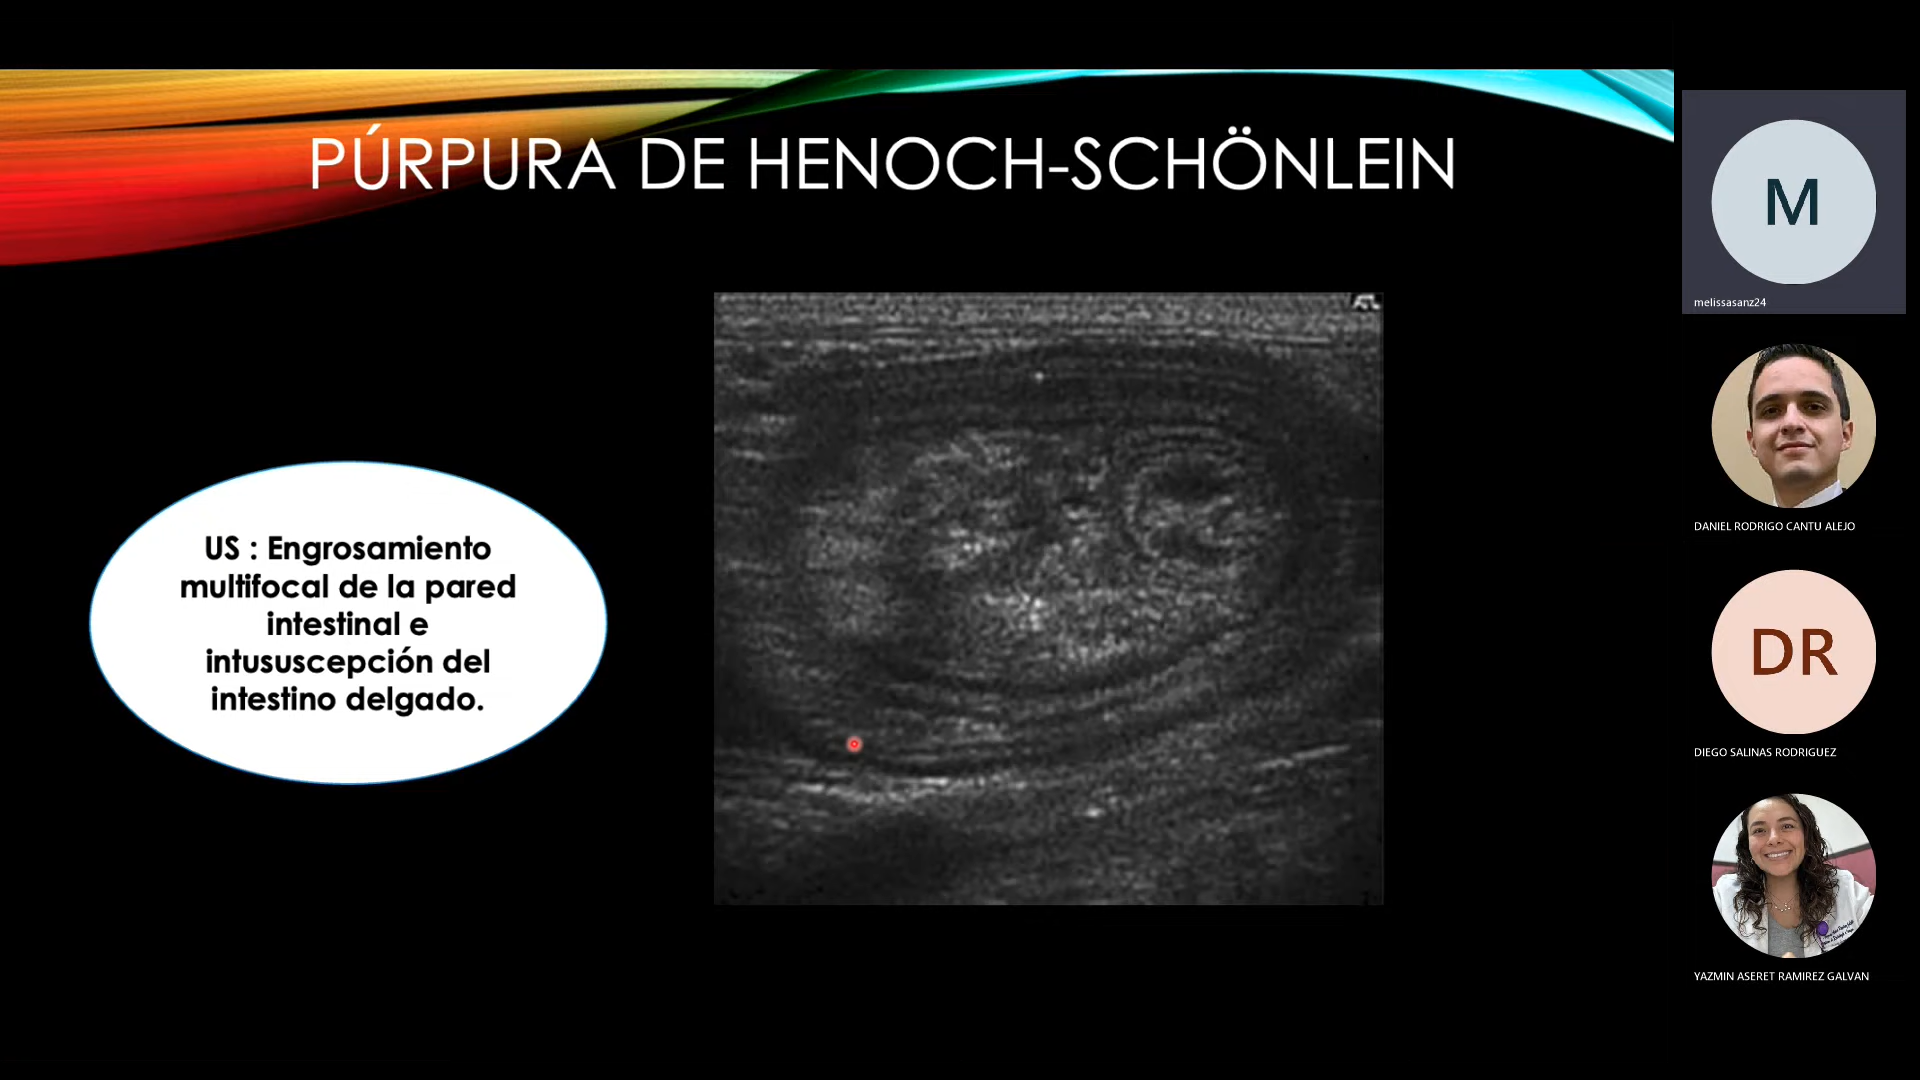 PÚRPURA DE HENOCH-SCHÖNLEIN
US : Engrosamiento
multifocal de la pared
intestinal e
intususcepción del
intestino delgado.
M
melissasanz24
DANIEL RODRIGO CANTU ALEJO
DR
DIEGO SALINAS RODRIGUEZ
YAZMIN ASERET RAMIREZ GALVAN